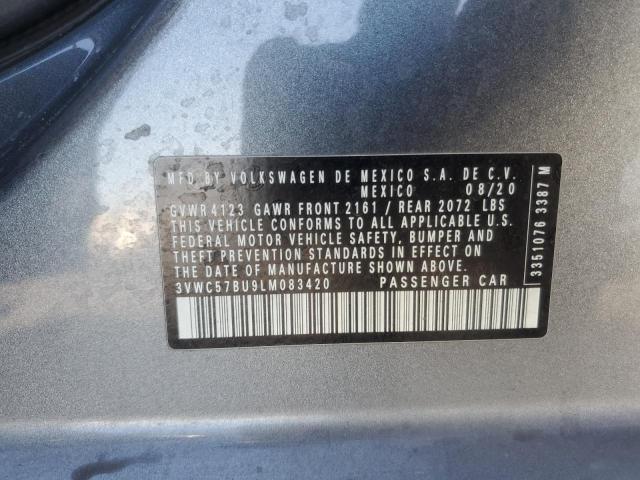 MFD BY VOLKSWAGEN DE MEXICO S.A. DE C.V.
MEXICO 08/20
GVWR 4123 GAWR FRONT 2161 / REAR 2072 LBS
THIS VEHICLE CONFORMS TO ALL APPLICABLE U.S.
FEDERAL MOTOR VEHICLE SAFETY, BUMPER AND
THEFT PREVENTION STANDARDS IN EFFECT ON THE
DATE OF MANUFACTURE SHOWN ABOVE.
3VWC57BU9LM083420 PASSENGER CAR
3351076 3387 M